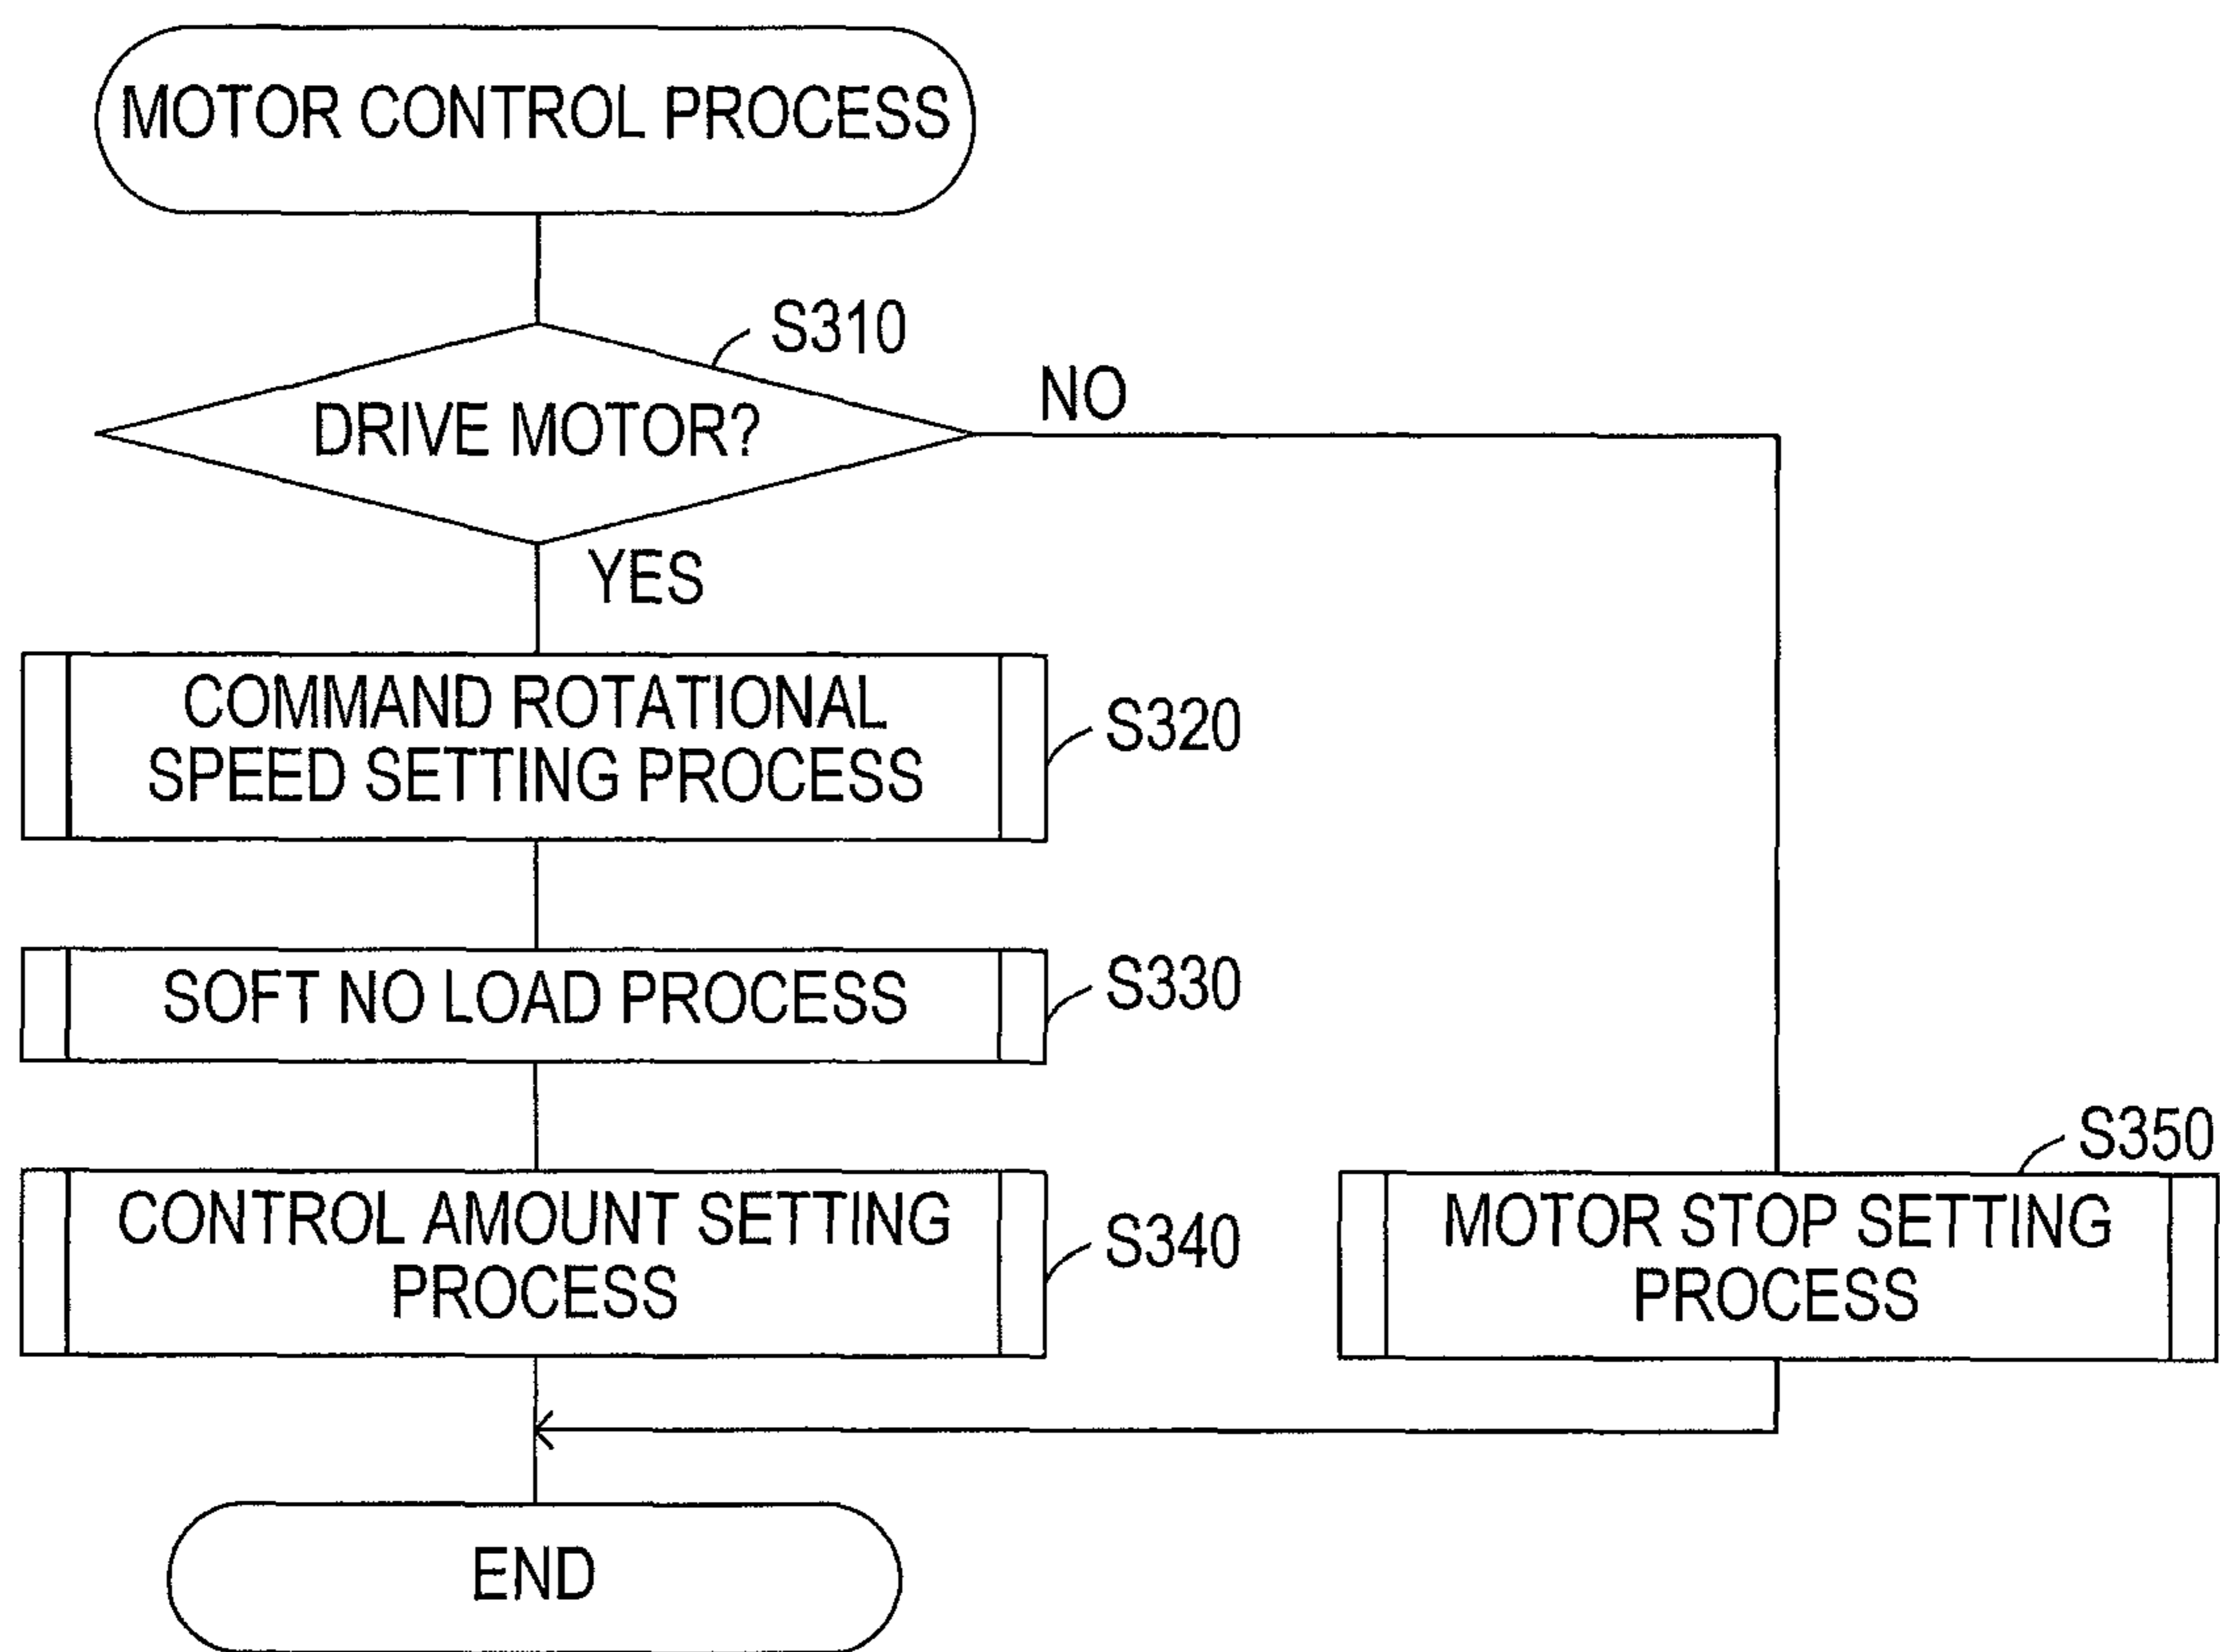 MOTOR CONTROL PROCESS
S310
DRIVE MOTOR?
NO
YES
COMMAND ROTATIONAL
SPEED SETTING PROCESS
S320
SOFT NO LOAD PROCESS
S330
CONTROL AMOUNT SETTING
PROCESS
S340
S350
MOTOR STOP SETTING
PROCESS
END